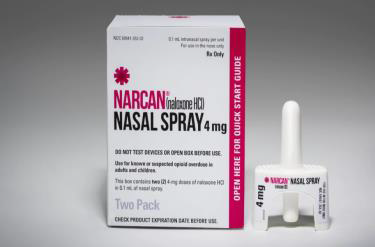 0.1 mL intranasal spray per unit
For use in the nose only
Rx Only
NARCAN® (naloxone HCl)
NASAL SPRAY 4 mg
DO NOT TEST DEVICES OR OPEN BOX BEFORE USE.
Use for known or suspected opioid overdose in
adults and children.
This box contains two (2) 4 mg doses of naloxone HCl
in 0.1 mL of nasal spray.
Two Pack
CHECK PRODUCT EXPIRATION DATE BEFORE USE.
OPEN HERE FOR QUICK START GUIDE
NARCAN® NASAL SPRAY
4 mg